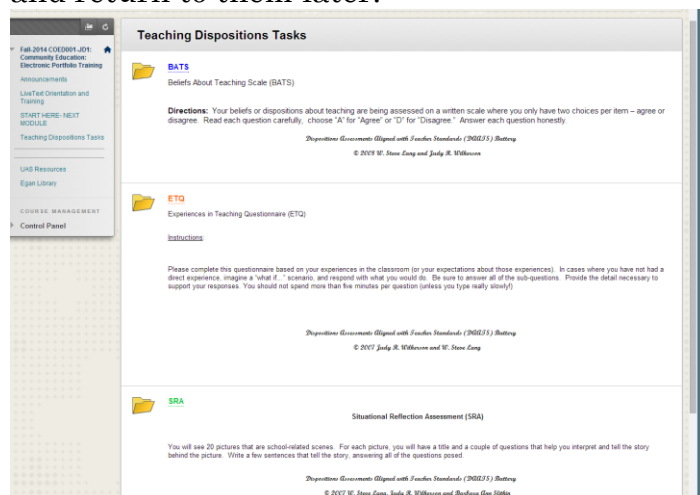 and return to them later.
Teaching Dispositions Tasks
Fall-2014 COED001-JD1:
Community Education:
Electronic Portfolio Training
Announcements
LiveText Orientation and
Training
START HERE- NEXT
MODULE
Teaching Dispositions Tasks
UAS Resources
Egan Library
COURSE MANAGEMENT
Control Panel
BATS
Beliefs About Teaching Scale (BATS)
Directions: Your beliefs or dispositions about teaching are being assessed on a written scale where you only have two choices per item – agree or
disagree. Read each question carefully, choose "A" for "Agree" or "D" for "Disagree." Answer each question honestly.
Dispositions Assessments Aligned with Teacher Standards (DAATS) Battery
© 2008 W. Steve Lang and Judy R. Wilkerson
ETQ
Experiences in Teaching Questionnaire (ETQ)
Instructions:
Please complete this questionnaire based on your experiences in the classroom (or your expectations about those experiences). In cases where you have not had a
direct experience, imagine a "what if..." scenario, and respond with what you would do. Be sure to answer all of the sub-questions. Provide the detail necessary to
support your responses. You should not spend more than five minutes per question (unless you type really slowly!)
Dispositions Assessments Aligned with Teacher Standards (DAATS) Battery
© 2007 Judy R. Wilkerson and W. Steve Lang
SRA
Situational Reflection Assessment (SRA)
You will see 20 pictures that are school-related scenes. For each picture, you will have a title and a couple of questions that help you interpret and tell the story
behind the picture. Write a few sentences that tell the story, answering all of the questions posed.
Dispositions Assessments Aligned with Teacher Standards (DAATS) Battery
© 2007 W. Steve Lang, Judy R. Wilkerson and Barbara Ann